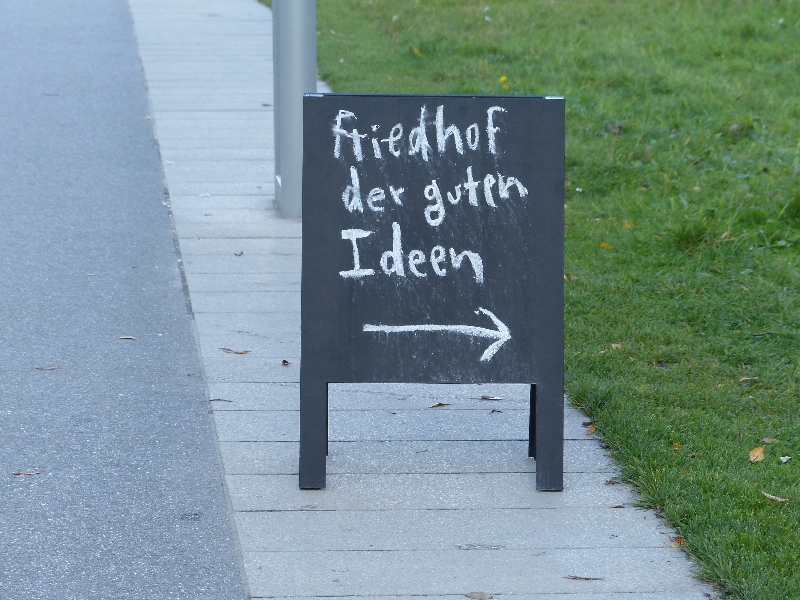 Friedhof
der guten
Ideen